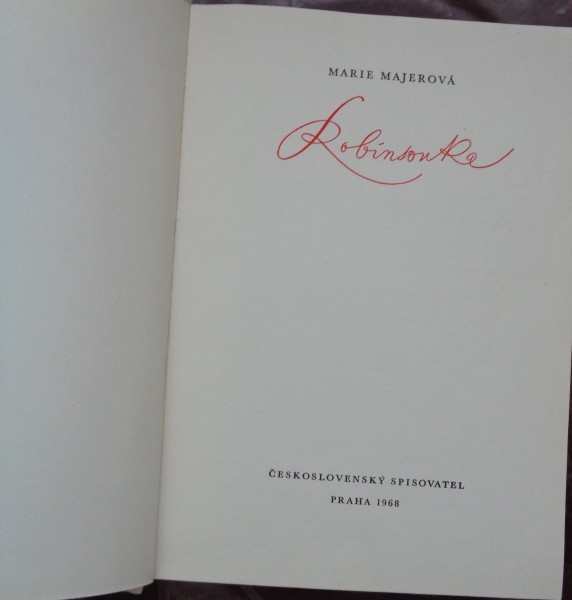 MARIE MAJEROVÁ
Robinsonka
ČESKOSLOVENSKÝ SPISOVATEL
PRAHA 1968